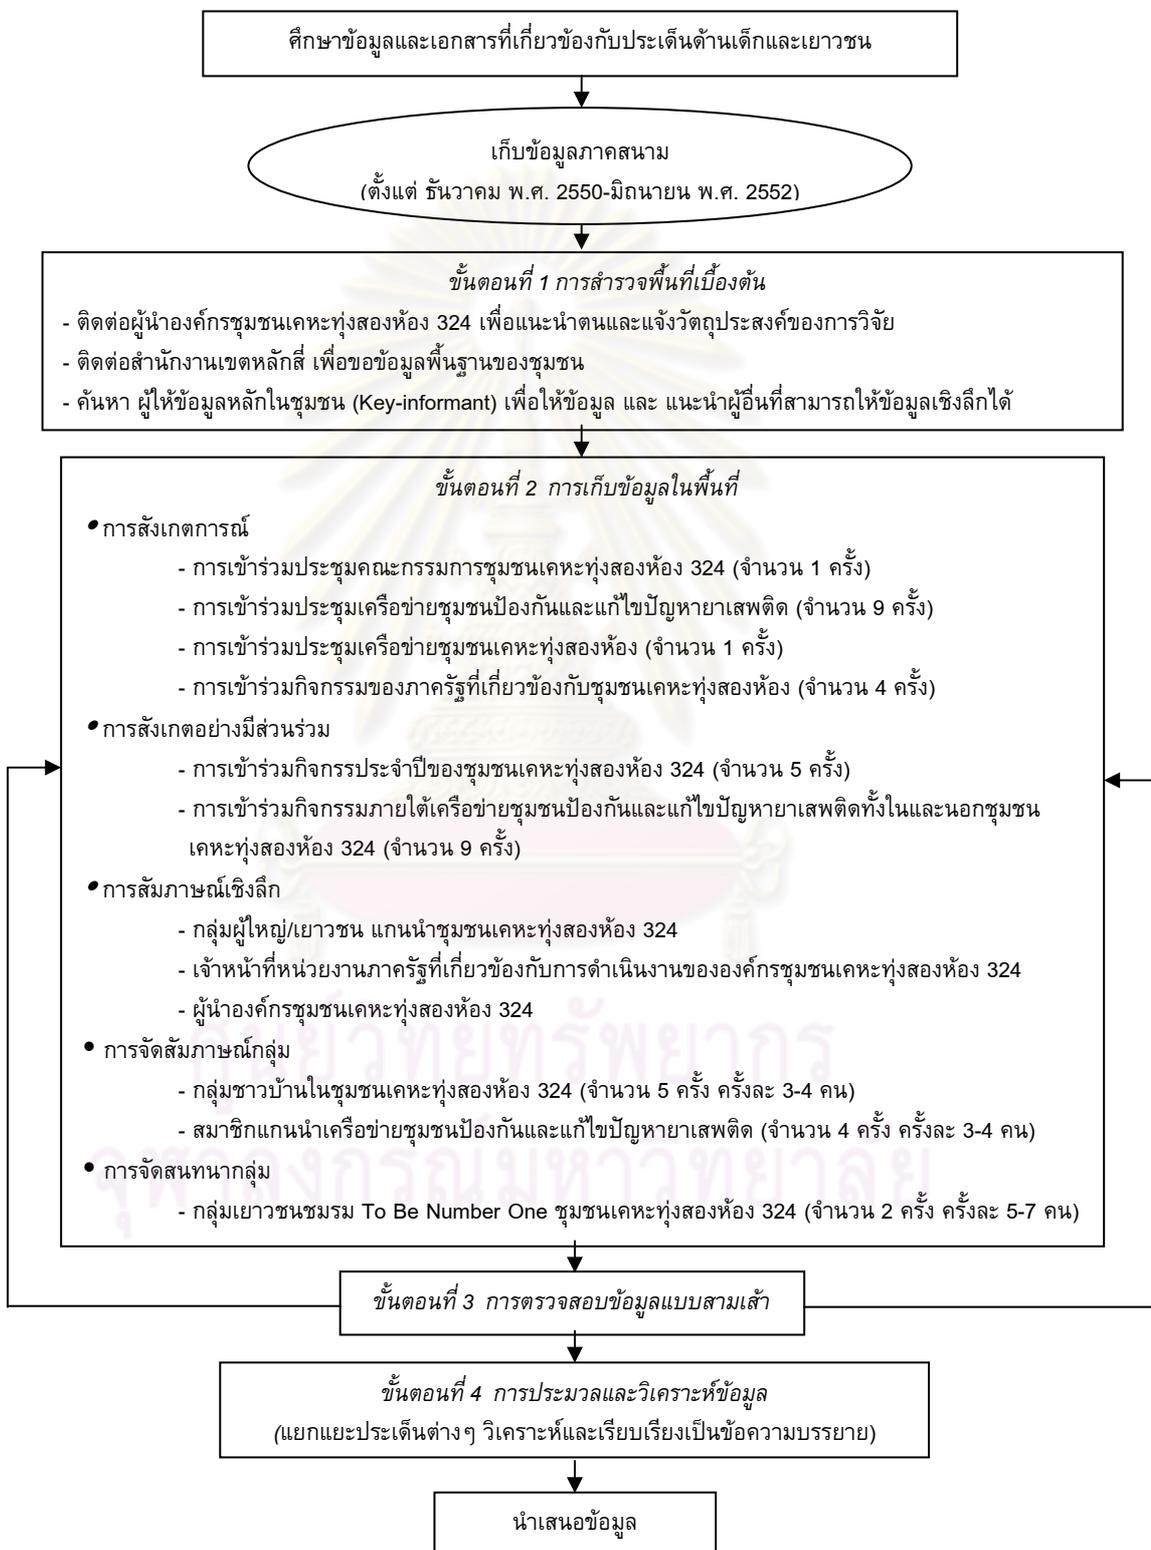 ศึกษาข้อมูลและเอกสารที่เกี่ยวข้องกับประเด็นด้านเด็กและเยาวชน
เก็บข้อมูลภาคสนาม
(ตั้งแต่ ธันวาคม พ.ศ. 2550-มิถุนายน พ.ศ. 2552)
ขั้นตอนที่ 1 การสำรวจพื้นที่เบื้องต้น
- ติดต่อผู้นำองค์กรชุมชนเคหะทุ่งสองห้อง 324 เพื่อแนะนำตนและแจ้งวัตถุประสงค์ของการวิจัย
- ติดต่อสำนักงานเขตหลักสี่ เพื่อขอข้อมูลพื้นฐานของชุมชน
- ค้นหา ผู้ให้ข้อมูลหลักในชุมชน (Key-informant) เพื่อให้ข้อมูล และ แนะนำผู้อื่นที่สามารถให้ข้อมูลเชิงลึกได้
ขั้นตอนที่ 2 การเก็บข้อมูลในพื้นที่
• การสังเกตการณ์
- การเข้าร่วมประชุมคณะกรรมการชุมชนเคหะทุ่งสองห้อง 324 (จำนวน 1 ครั้ง)
- การเข้าร่วมประชุมเครือข่ายชุมชนป้องกันและแก้ไขปัญหายาเสพติด (จำนวน 9 ครั้ง)
- การเข้าร่วมประชุมเครือข่ายชุมชนเคหะทุ่งสองห้อง (จำนวน 1 ครั้ง)
- การเข้าร่วมกิจกรรมของภาครัฐที่เกี่ยวข้องกับชุมชนเคหะทุ่งสองห้อง (จำนวน 4 ครั้ง)
• การสังเกตอย่างมีส่วนร่วม
- การเข้าร่วมกิจกรรประจำปีของชุมชนเคหะทุ่งสองห้อง 324 (จำนวน 5 ครั้ง)
- การเข้าร่วมกิจกรรมภายใต้เครือข่ายชุมชนป้องกันและแก้ไขปัญหายาเสพติดทั้งในและนอกชุมชน
เคหะทุ่งสองห้อง 324 (จำนวน 9 ครั้ง)
• การสัมภาษณ์เชิงลึก
- กลุ่มผู้ใหญ่/เยาวชน แกนนำชุมชนเคหะทุ่งสองห้อง 324
- เจ้าหน้าที่หน่วยงานภาครัฐที่เกี่ยวข้องกับการดำเนินงานขององค์กรชุมชนเคหะทุ่งสองห้อง 324
- ผู้นำองค์กรชุมชนเคหะทุ่งสองห้อง 324
• การจัดสัมภาษณ์กลุ่ม
- กลุ่มชาวบ้านในชุมชนเคหะทุ่งสองห้อง 324 (จำนวน 5 ครั้ง ครั้งละ 3-4 คน)
- สมาชิกแกนนำเครือข่ายชุมชนป้องกันและแก้ไขปัญหายาเสพติด (จำนวน 4 ครั้ง ครั้งละ 3-4 คน)
• การจัดสนทนากลุ่ม
- กลุ่มเยาวชนชมรม To Be Number One ชุมชนเคหะทุ่งสองห้อง 324 (จำนวน 2 ครั้ง ครั้งละ 5-7 คน)
ขั้นตอนที่ 3 การตรวจสอบข้อมูลแบบสามเส้า
ขั้นตอนที่ 4 การประมวลและวิเคราะห์ข้อมูล
(แยกแยะประเด็นต่างๆ วิเคราะห์และเรียบเรียงเป็นข้อความบรรยาย)
นำเสนอข้อมูล
ศูนย์วิทยทรัพยากร
จุฬาลงกรณ์มหาวิทยาลัย